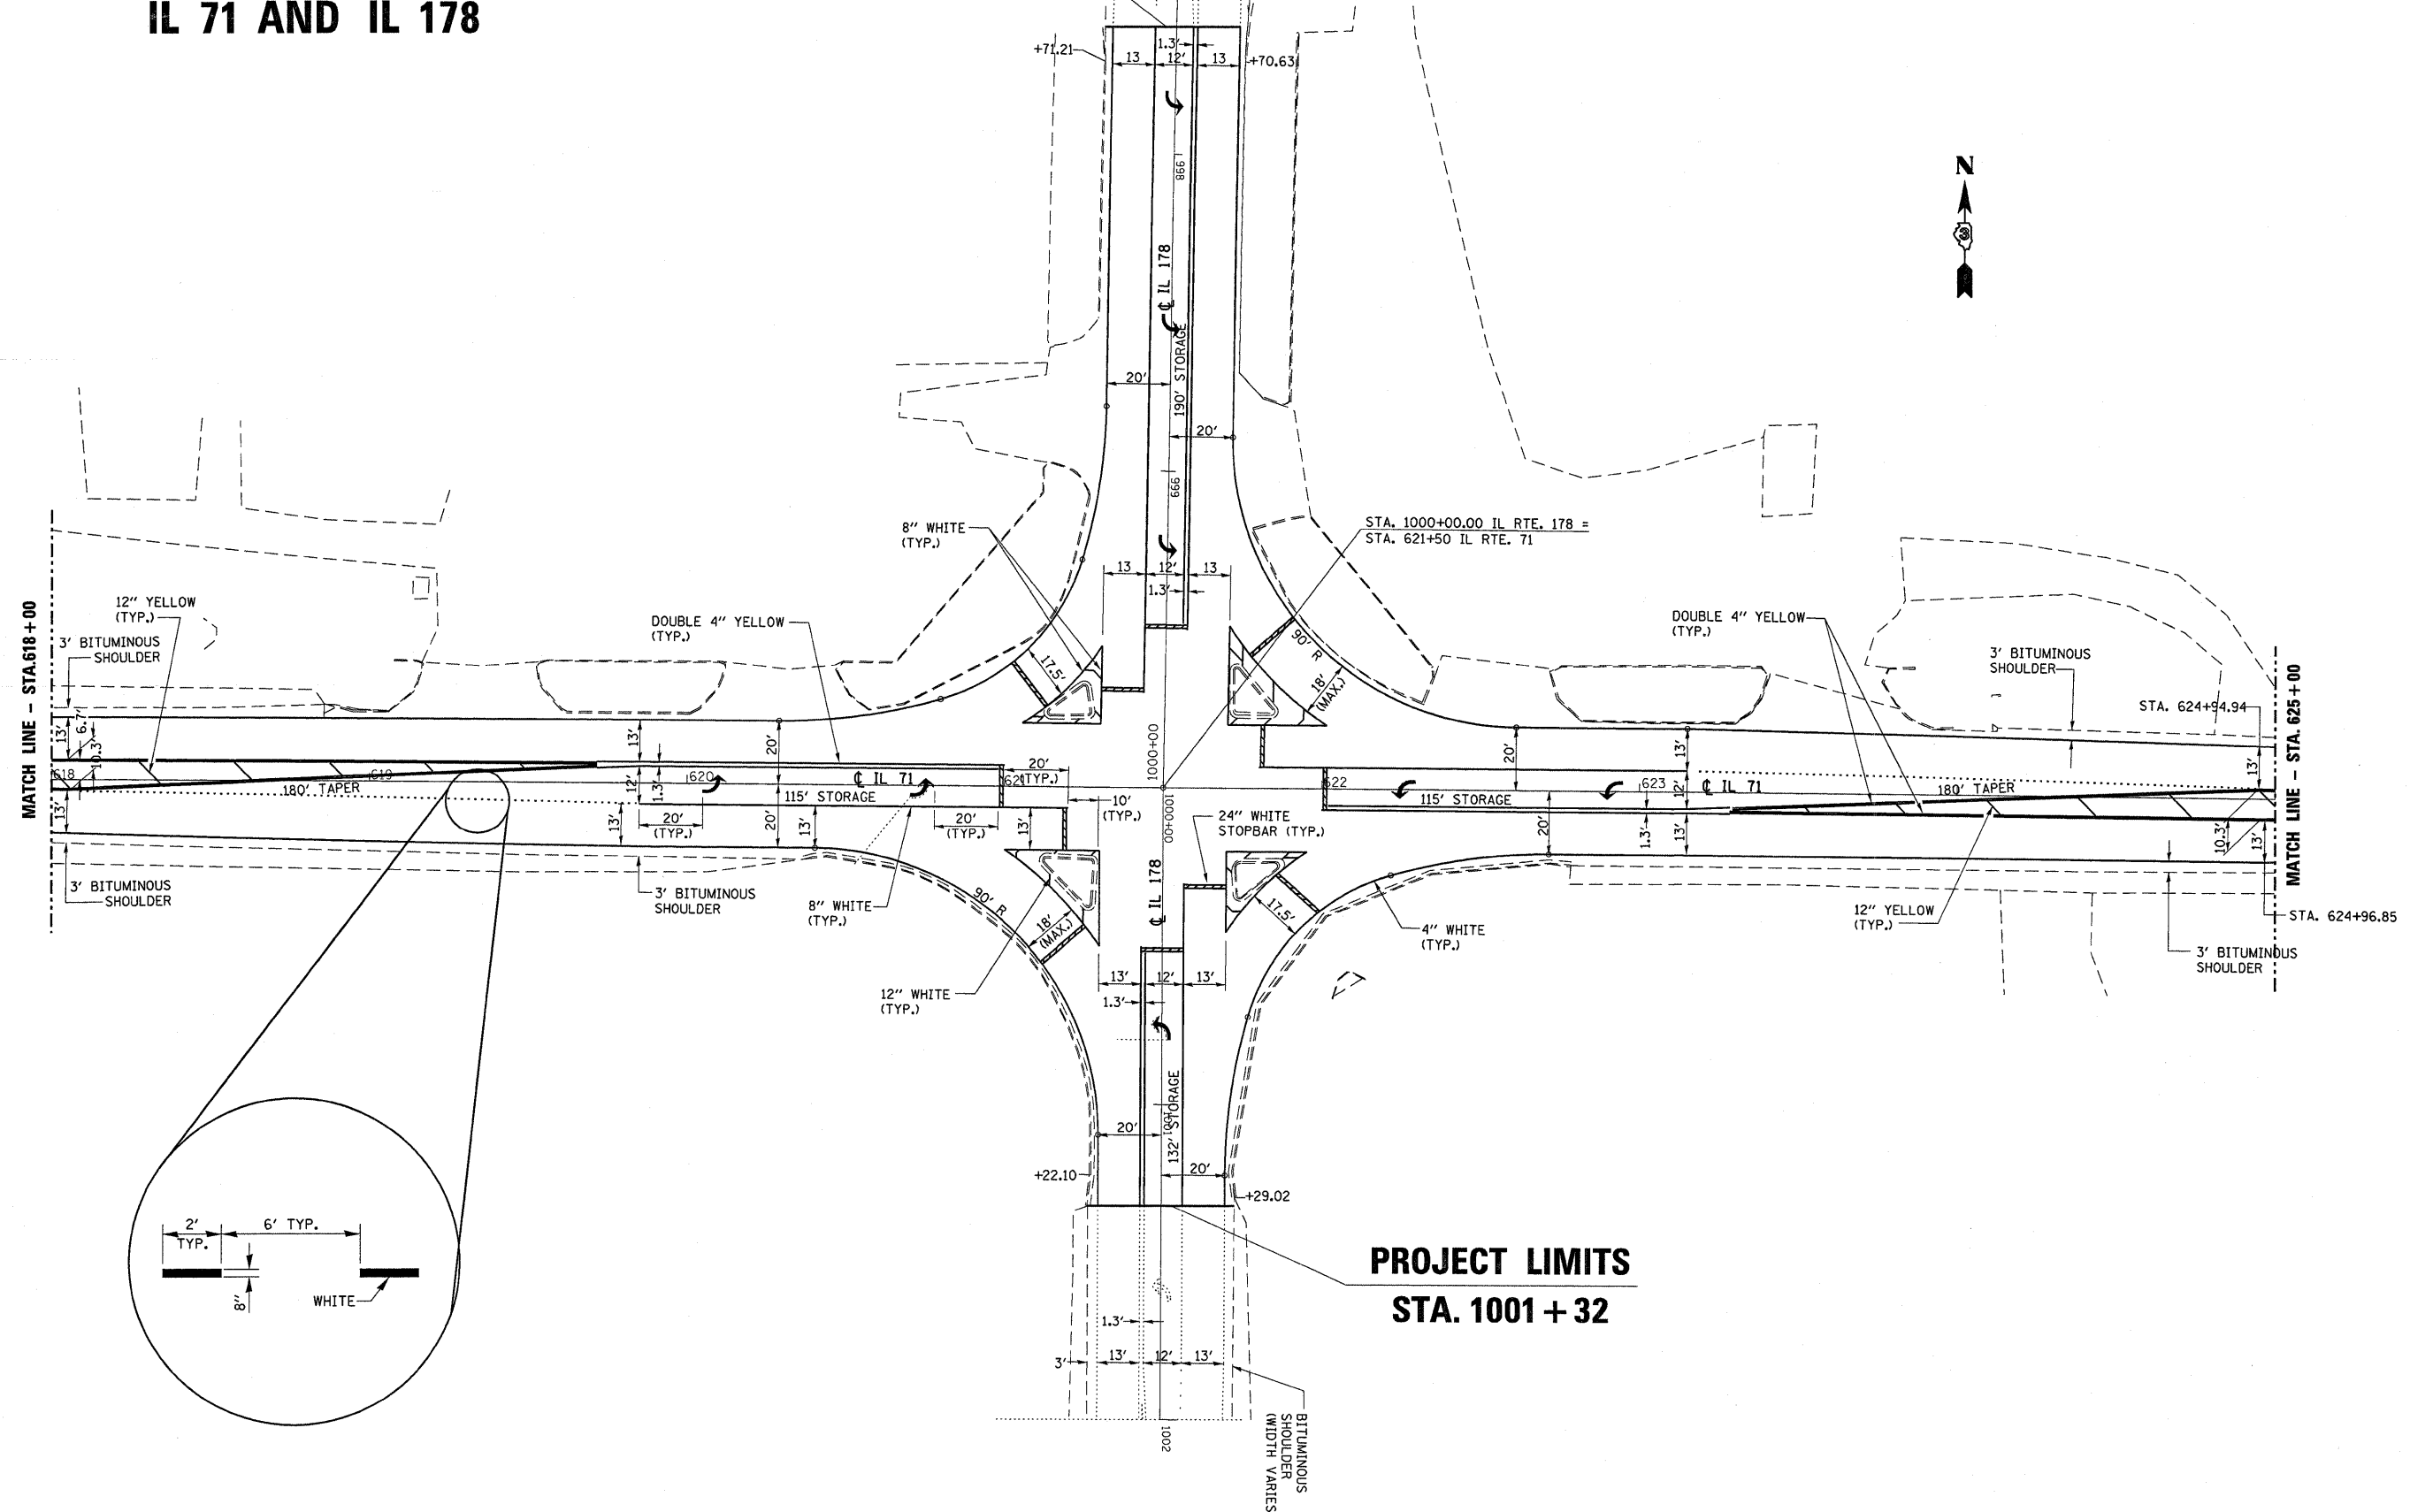 IL 71 AND IL 178
+71.21
1.3'
13
12'
13
+70.63
N
998
℄ IL 178
190' STORAGE
20'
20'
999
8" WHITE
(TYP.)
STA. 1000+00.00 IL RTE. 178 =
STA. 621+50 IL RTE. 71
13
12'
13
1.3'
MATCH LINE - STA.618+00
12" YELLOW
(TYP.)
3' BITUMINOUS
SHOULDER
DOUBLE 4" YELLOW
(TYP.)
17.5'
90' R
18'
(MAX.)
DOUBLE 4" YELLOW
(TYP.)
3' BITUMINOUS
SHOULDER
STA. 624+94.94
MATCH LINE - STA. 625+00
13'
6.7'
10.3'
618
619
180' TAPER
13'
13'
12'
1.3'
620
20'
℄ IL 71
115' STORAGE
20'
(TYP.)
621
10'
(TYP.)
1000+00
1000+00
622
115' STORAGE
20'
623
13'
12'
℄ IL 71
180' TAPER
13'
13'
20'
(TYP.)
20'
13'
20'
(TYP.)
13'
24" WHITE
STOPBAR (TYP.)
20'
1.3'
13'
10.3'
13'
3' BITUMINOUS
SHOULDER
3' BITUMINOUS
SHOULDER
8" WHITE
(TYP.)
90' R
18'
(MAX.)
℄ IL 178
17.5'
4" WHITE
(TYP.)
12" YELLOW
(TYP.)
STA. 624+96.85
3' BITUMINOUS
SHOULDER
12" WHITE
(TYP.)
13'
12'
13'
1.3'
132' STORAGE
1001
20'
20'
+22.10
+29.02
2'
TYP.
6' TYP.
8"
WHITE
PROJECT LIMITS
STA. 1001+32
1.3'
3'
13'
12'
13'
1002
BITUMINOUS
SHOULDER
(WIDTH VARIES